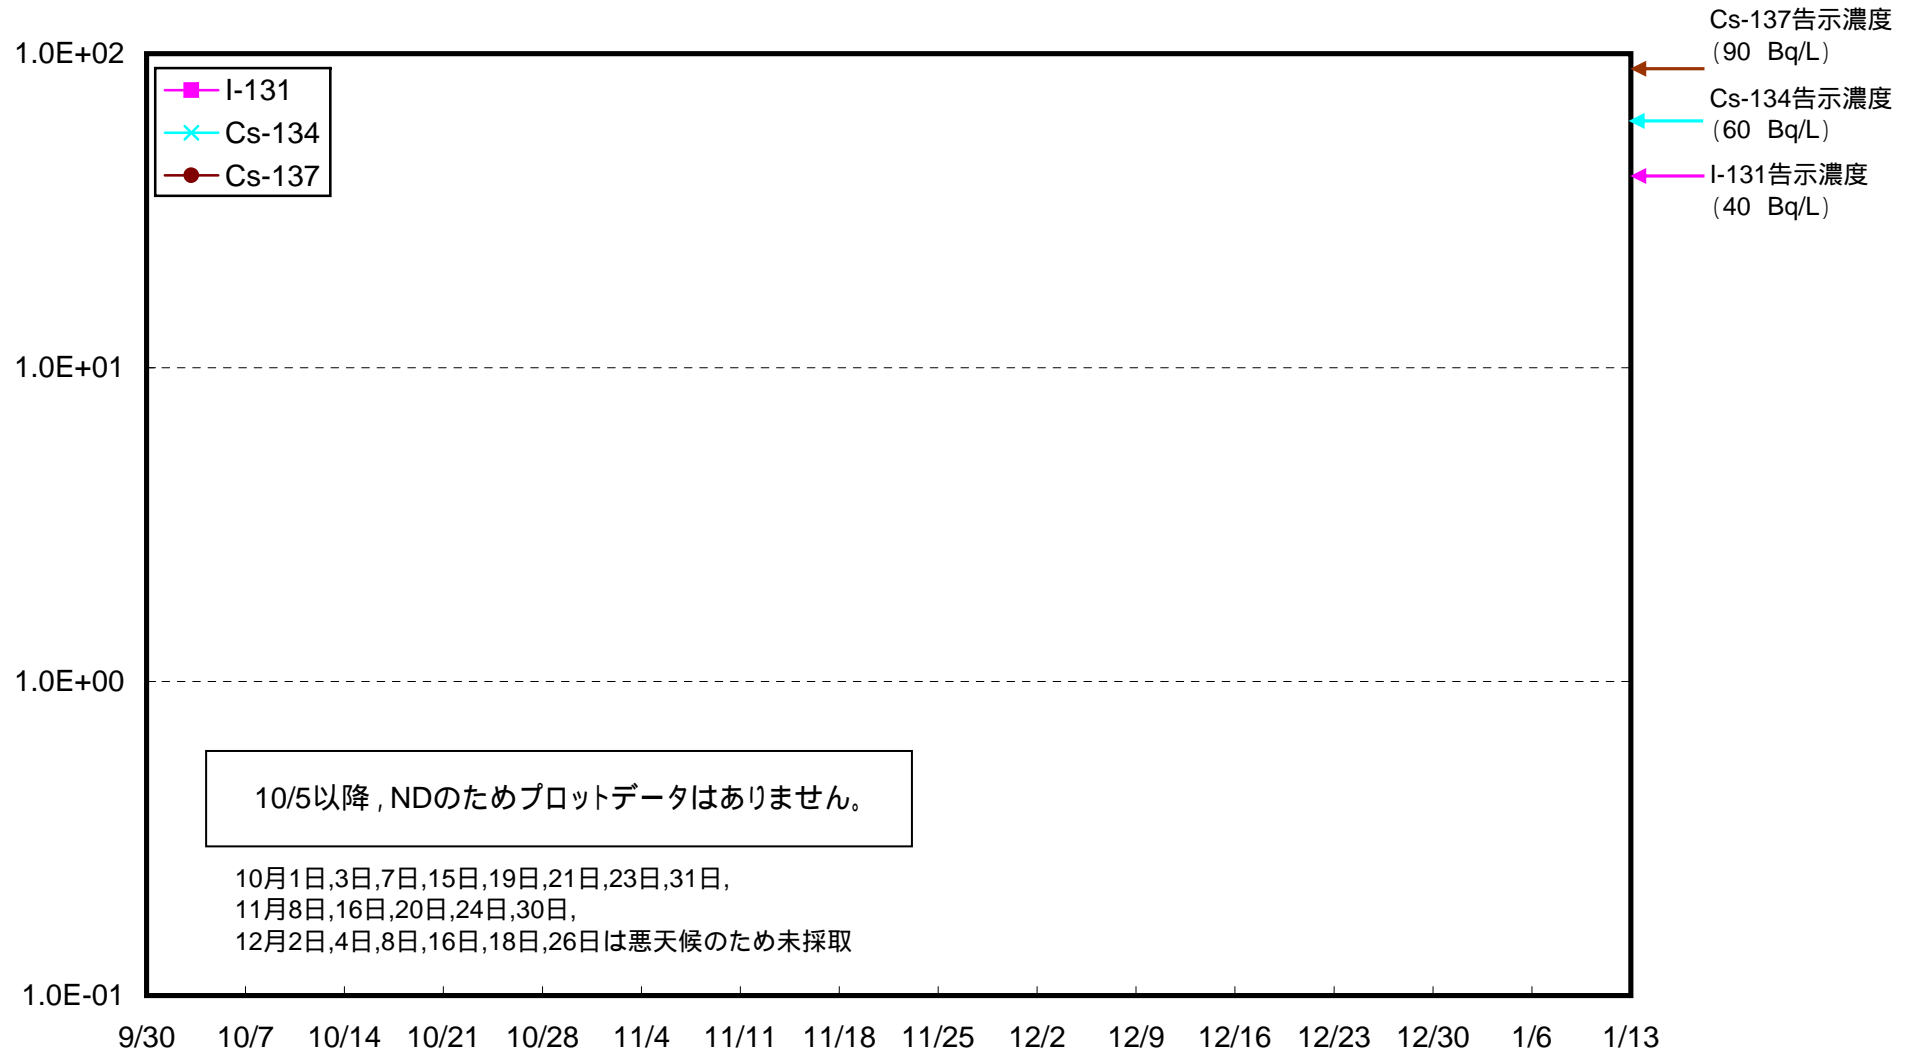 Cs-137告示濃度
(90 Bq/L)
Cs-134告示濃度
(60 Bq/L)
I-131告示濃度
(40 Bq/L)
1.0E+02
1.0E+01
1.0E+00
1.0E-01
I-131
Cs-134
Cs-137
10/5以降,NDのためプロットデータはありません。
10月1日,3日,7日,15日,19日,21日,23日,31日,
11月8日,16日,20日,24日,30日,
12月2日,4日,8日,16日,18日,26日は悪天候のため未採取
9/30 10/7 10/14 10/21 10/28 11/4 11/11 11/18 11/25 12/2 12/9 12/16 12/23 12/30 1/6 1/13